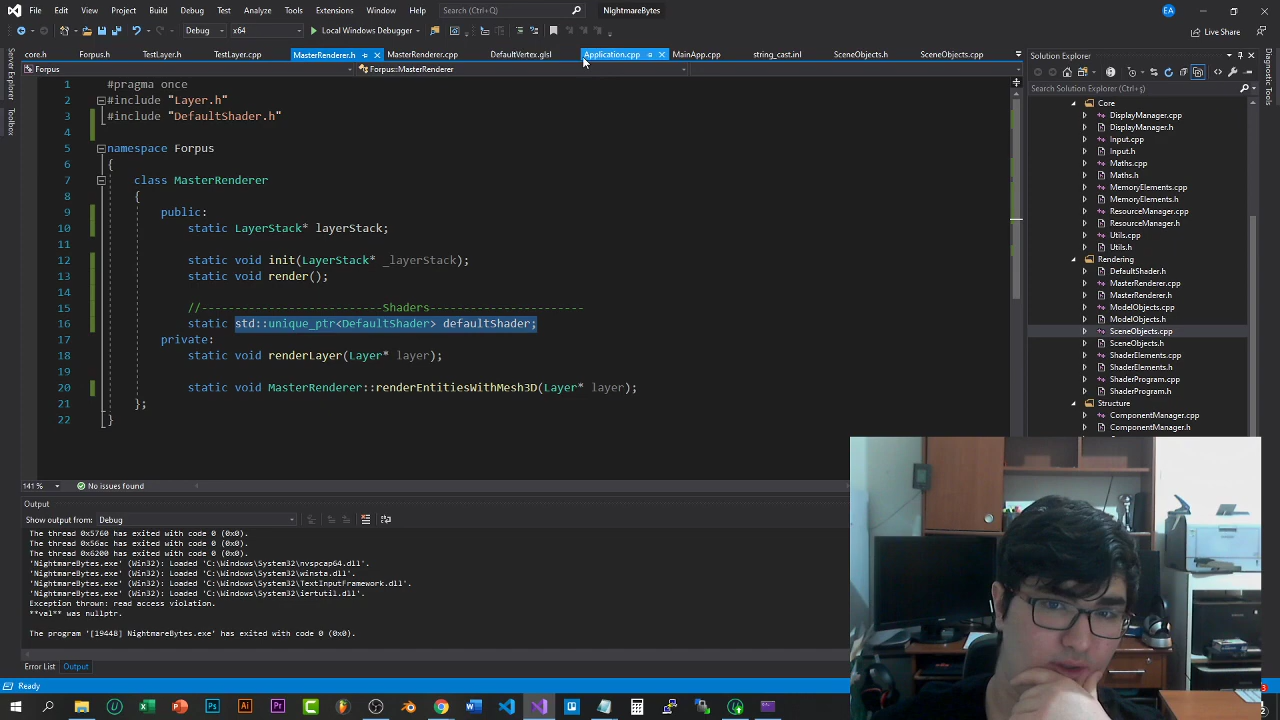 File Edit View Git Project Build Debug Test Analyze Tools Extensions Window Help Search (Ctrl+Q) NightmareBytes EA
Debug x64 Local Windows Debugger Live Share
core.h Forpus.h TestLayer.h TestLayer.cpp MasterRenderer.h MasterRenderer.cpp DefaultVertex.glsl Application.cpp MainApp.cpp string_cast.inl SceneObjects.h SceneObjects.cpp
Forpus Forpus::MasterRenderer
Server Explorer
Toolbox
1 #pragma once
2 #include "Layer.h"
3 #include "DefaultShader.h"
4
5 namespace Forpus
6 {
7 class MasterRenderer
8 {
9 public:
10 static LayerStack* layerStack;
11
12 static void init(LayerStack* _layerStack);
13 static void render();
14
15 //---------------------------Shaders-----------------------
16 static std::unique_ptr<DefaultShader> defaultShader;
17 private:
18 static void renderLayer(Layer* layer);
19
20 static void MasterRenderer::renderEntitiesWithMesh3D(Layer* layer);
21 };
22 }
141 % No issues found
Output
Show output from: Debug
The thread 0x5760 has exited with code 0 (0x0).
The thread 0x56ac has exited with code 0 (0x0).
The thread 0x6200 has exited with code 0 (0x0).
'NightmareBytes.exe' (Win32): Loaded 'C:\Windows\System32\nvspcap64.dll'.
'NightmareBytes.exe' (Win32): Loaded 'C:\Windows\System32\winsta.dll'.
'NightmareBytes.exe' (Win32): Loaded 'C:\Windows\System32\TextInputFramework.dll'.
'NightmareBytes.exe' (Win32): Loaded 'C:\Windows\System32\iertutil.dll'.
Exception thrown: read access violation.
**val** was nullptr.
The program '[19448] NightmareBytes.exe' has exited with code 0 (0x0).
Error List Output
Ready
Solution Explorer
Search Solution Explorer (Ctrl+ş)
Core
DisplayManager.cpp
DisplayManager.h
Input.cpp
Input.h
Maths.cpp
Maths.h
MemoryElements.cpp
MemoryElements.h
ResourceManager.cpp
ResourceManager.h
Utils.cpp
Utils.h
Rendering
DefaultShader.h
MasterRenderer.cpp
MasterRenderer.h
ModelObjects.cpp
ModelObjects.h
SceneObjects.cpp
SceneObjects.h
ShaderElements.cpp
ShaderElements.h
ShaderProgram.cpp
ShaderProgram.h
Structure
ComponentManager.cpp
ComponentManager.h
Diagnostic Tools